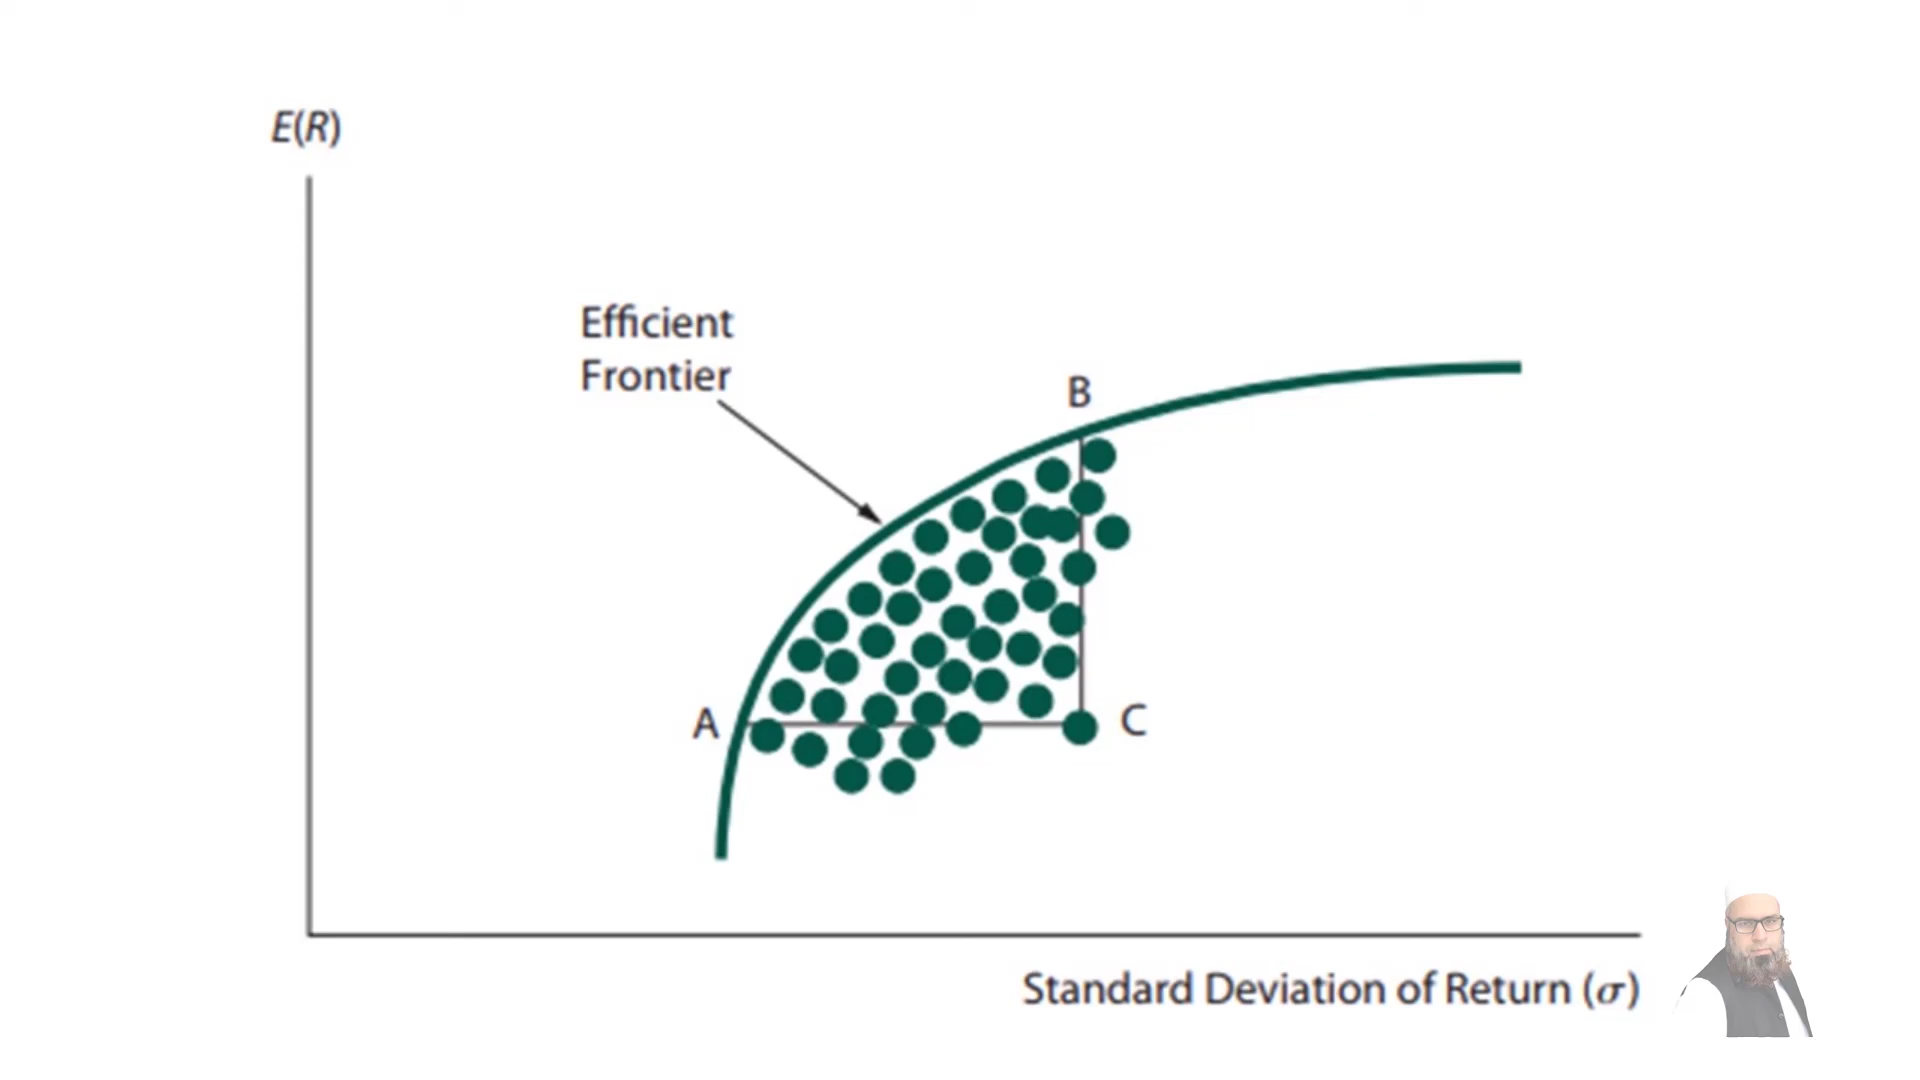 E(R)
Efficient
Frontier
B
A
C
Standard Deviation of Return (σ)